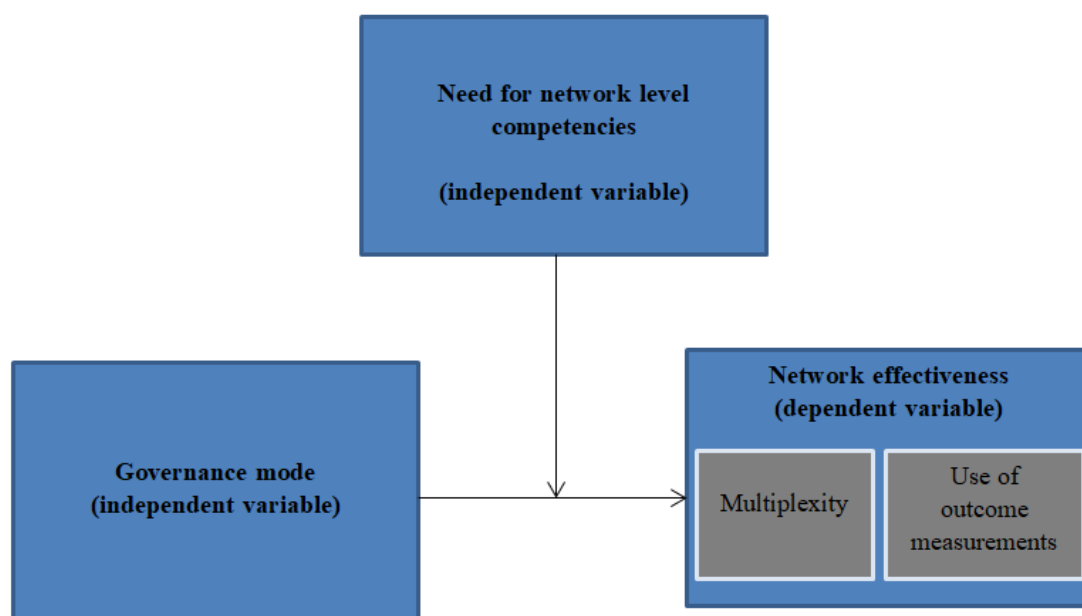 Need for network level
competencies
(independent variable)
Governance mode
(independent variable)
Network effectiveness
(dependent variable)
Multiplexity
Use of
outcome
measurements